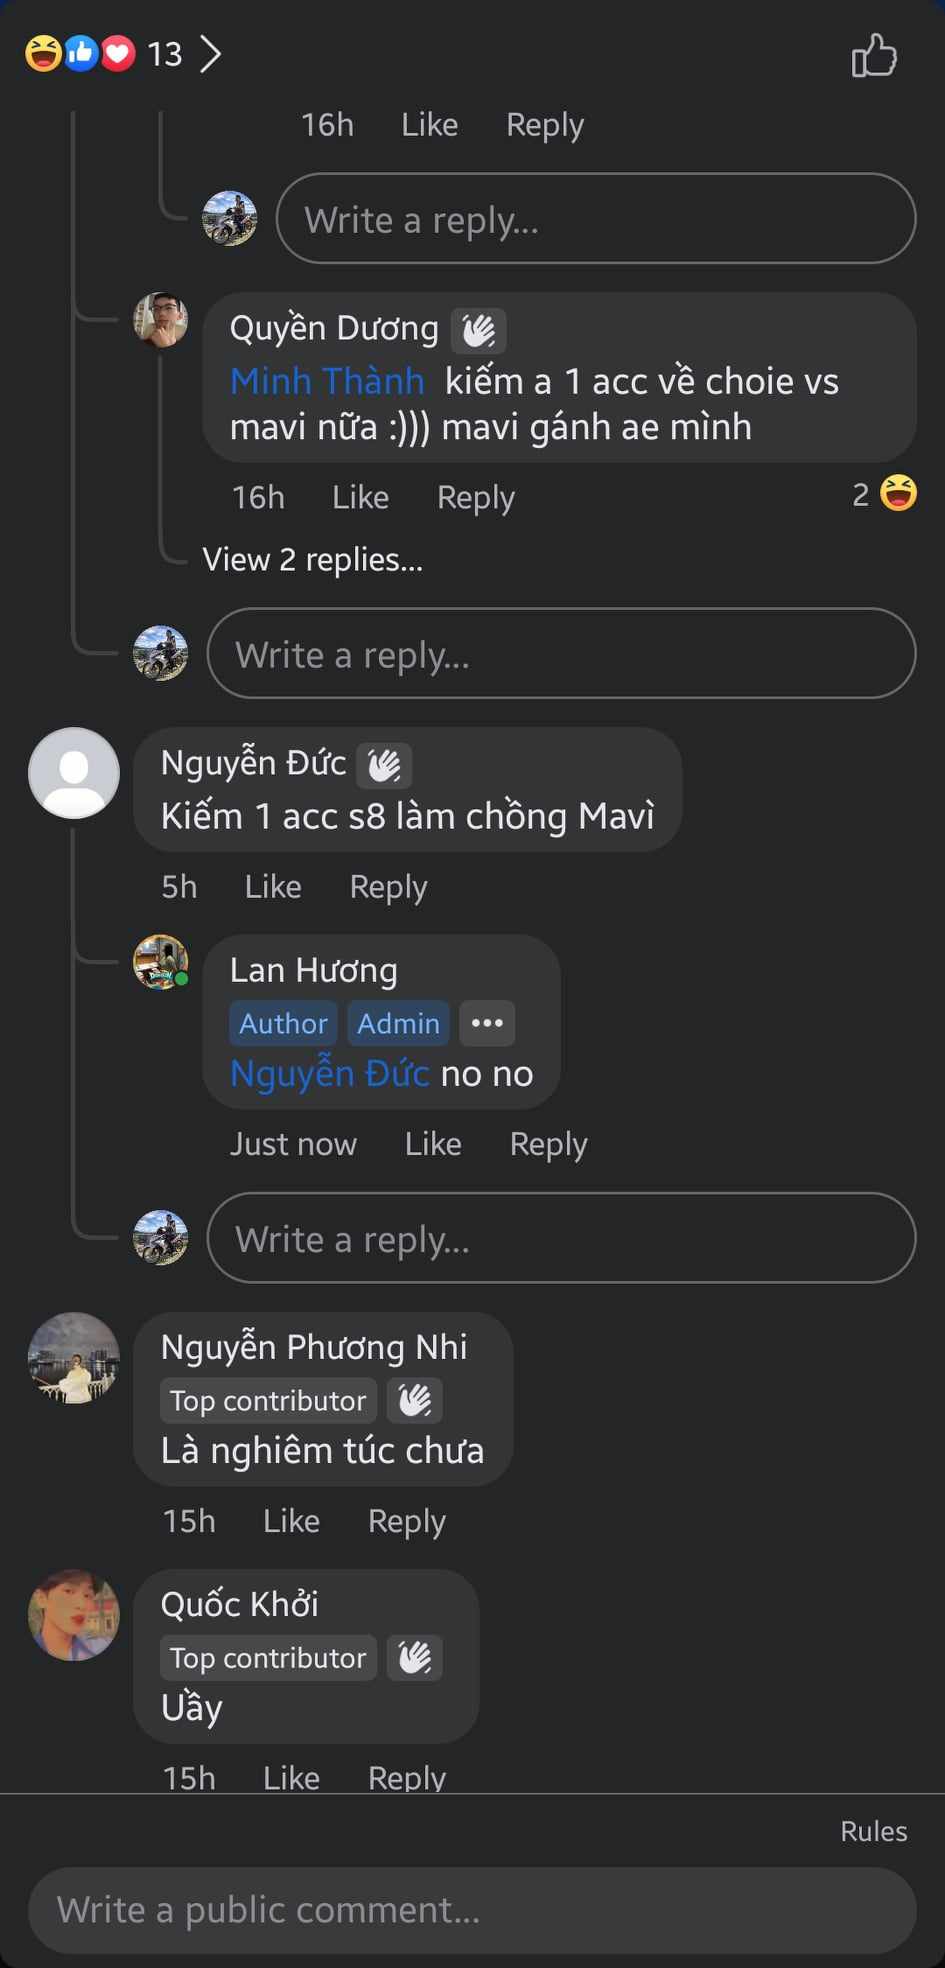 13
16h Like Reply
Write a reply...
Quyền Dương
Minh Thành kiếm a 1 acc về choie vs
mavi nữa :))) mavi gánh ae mình
16h Like Reply 2
View 2 replies...
Write a reply...
Nguyễn Đức
Kiếm 1 acc s8 làm chồng Mavì
5h Like Reply
Lan Hương
Author Admin •••
Nguyễn Đức no no
Just now Like Reply
Write a reply...
Nguyễn Phương Nhi
Top contributor
Là nghiêm túc chưa
15h Like Reply
Quốc Khởi
Top contributor
Uầy
15h Like Reply
Rules
Write a public comment...